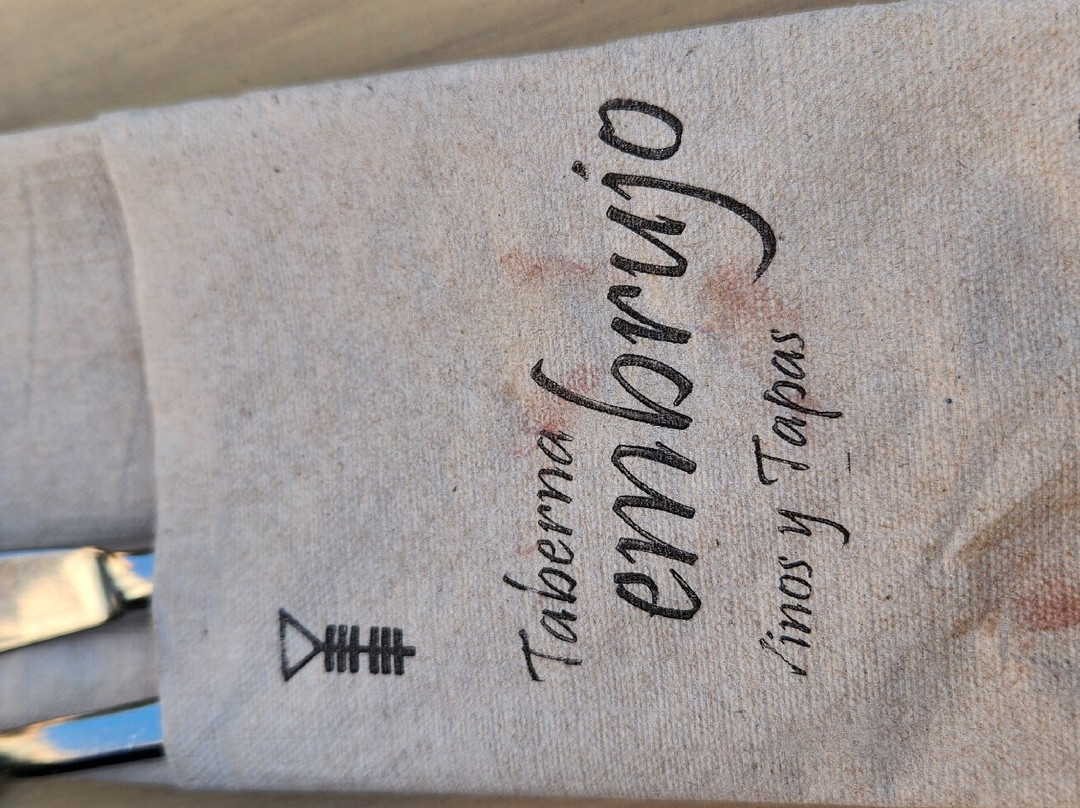 Taberna
embrujo
Vinos y Tapas